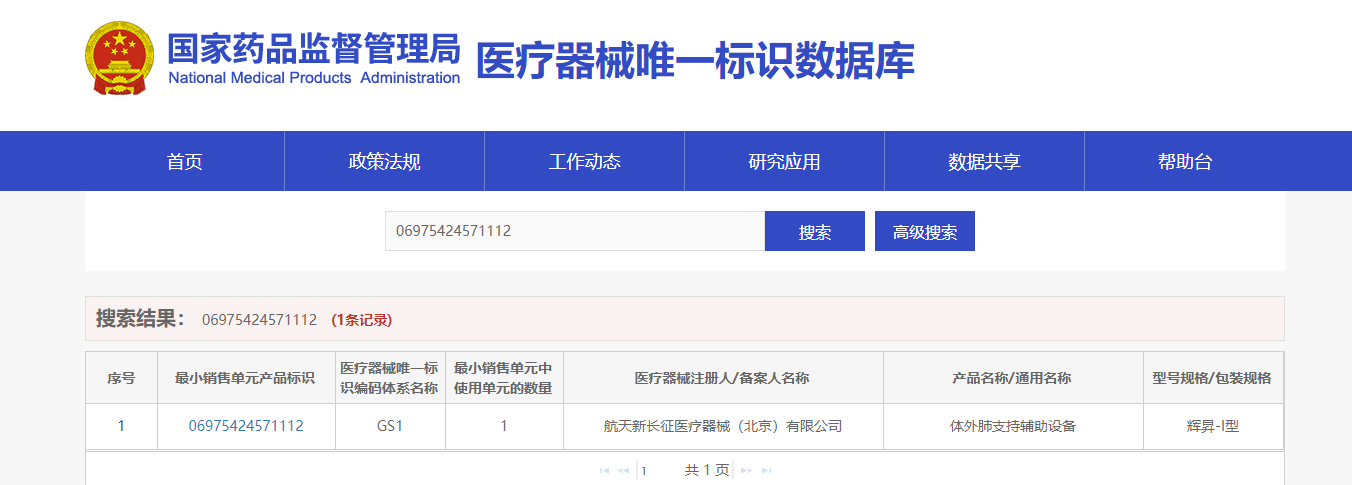 国家药品监督管理局
National Medical Products Administration
医疗器械唯一标识数据库
首页 政策法规 工作动态 研究应用 数据共享 帮助台
06975424571112 搜索 高级搜索
搜索结果： 06975424571112 (1条记录)
序号 最小销售单元产品标识 医疗器械唯一标识编码体系名称 最小销售单元中使用单元的数量 医疗器械注册人/备案人名称 产品名称/通用名称 型号规格/包装规格
1 06975424571112 GS1 1 航天新长征医疗器械（北京）有限公司 体外肺支持辅助设备 辉昇-I型
1 共 1 页